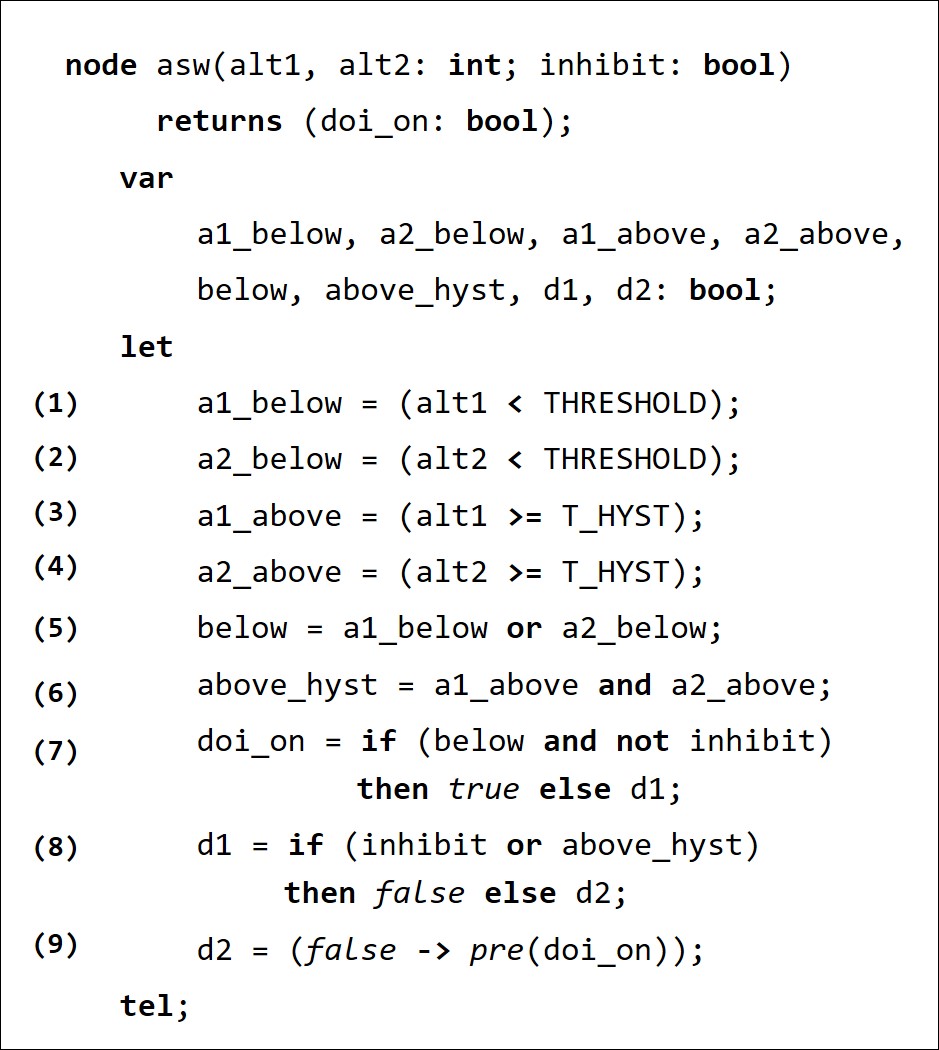 node asw(alt1, alt2: int; inhibit: bool)
returns (doi_on: bool);
var
a1_below, a2_below, a1_above, a2_above,
below, above_hyst, d1, d2: bool;
let
(1) a1_below = (alt1 < THRESHOLD);
(2) a2_below = (alt2 < THRESHOLD);
(3) a1_above = (alt1 >= T_HYST);
(4) a2_above = (alt2 >= T_HYST);
(5) below = a1_below or a2_below;
(6) above_hyst = a1_above and a2_above;
(7) doi_on = if (below and not inhibit)
then true else d1;
(8) d1 = if (inhibit or above_hyst)
then false else d2;
(9) d2 = (false -> pre(doi_on));
tel;